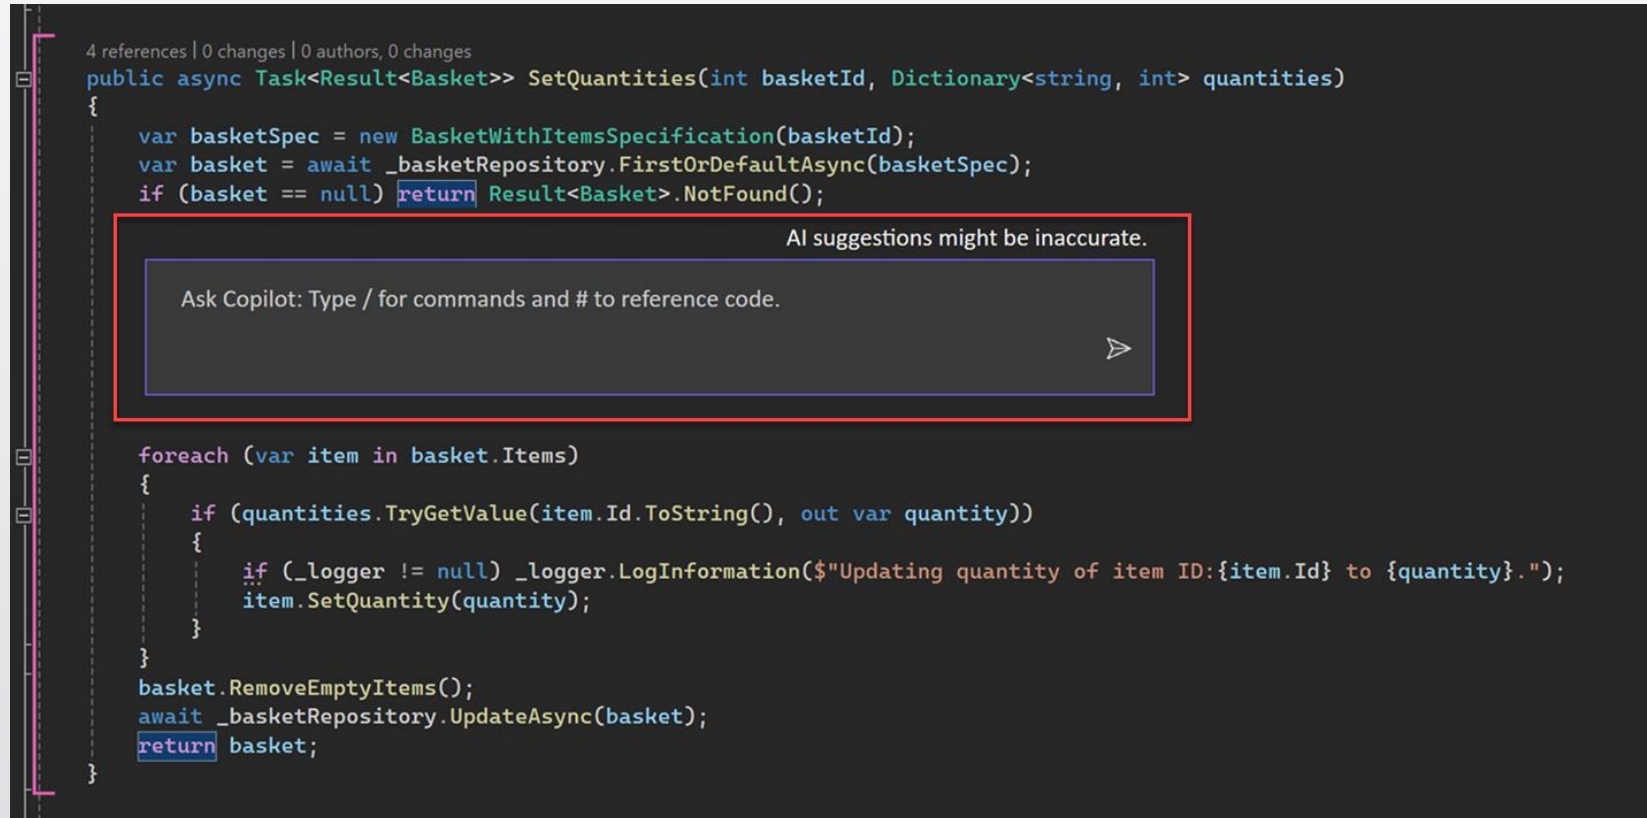 4 references | 0 changes | 0 authors, 0 changes
public async Task<Result<Basket>> SetQuantities(int basketId, Dictionary<string, int> quantities)
{
var basketSpec = new BasketWithItemsSpecification(basketId);
var basket = await _basketRepository.FirstOrDefaultAsync(basketSpec);
if (basket == null) return Result<Basket>.NotFound();
AI suggestions might be inaccurate.
Ask Copilot: Type / for commands and # to reference code.
foreach (var item in basket.Items)
{
if (quantities.TryGetValue(item.Id.ToString(), out var quantity))
{
if (_logger != null) _logger.LogInformation($"Updating quantity of item ID:{item.Id} to {quantity}.");
item.SetQuantity(quantity);
}
}
basket.RemoveEmptyItems();
await _basketRepository.UpdateAsync(basket);
return basket;
}